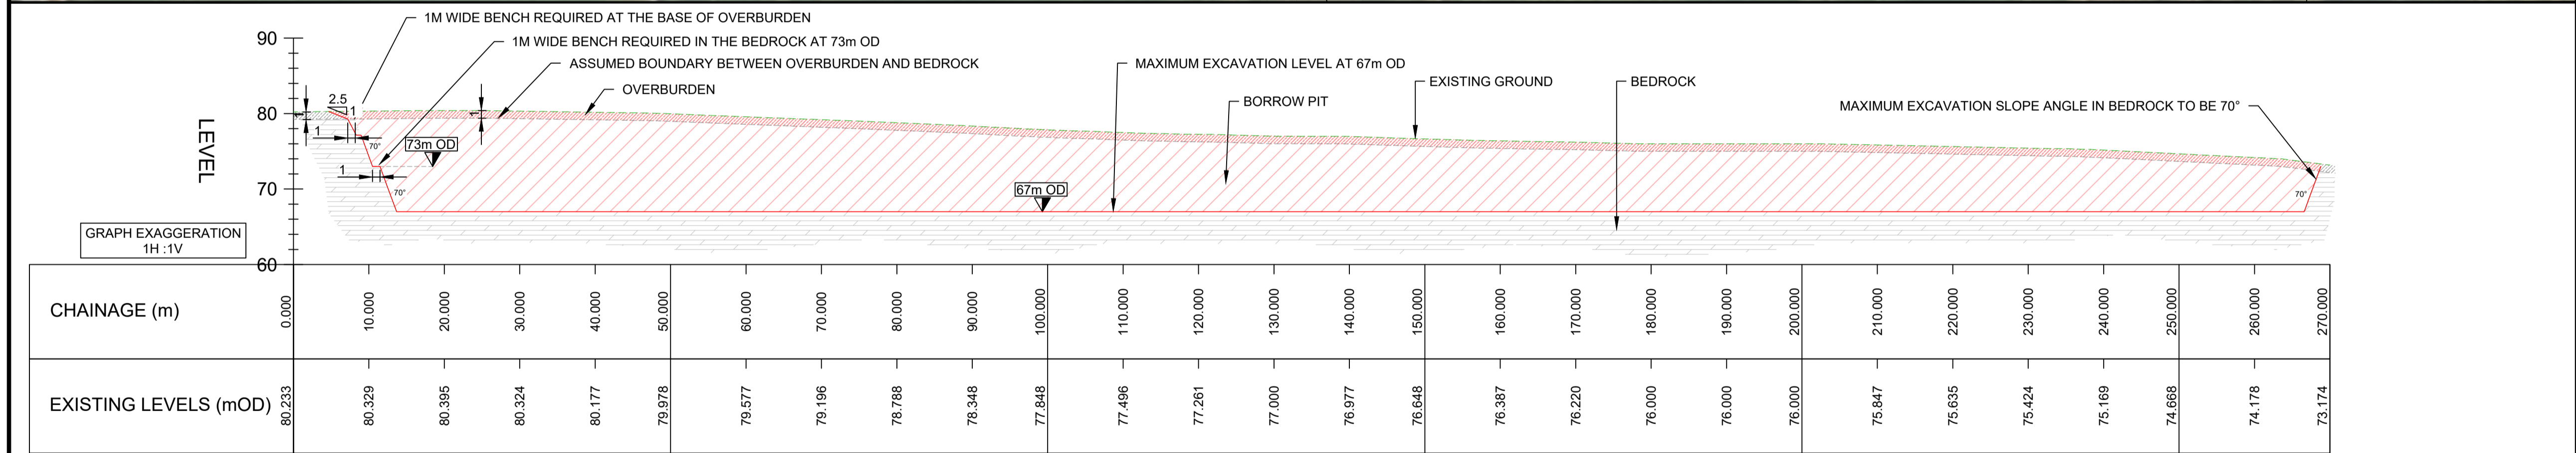 1M WIDE BENCH REQUIRED AT THE BASE OF OVERBURDEN
1M WIDE BENCH REQUIRED IN THE BEDROCK AT 73m OD
ASSUMED BOUNDARY BETWEEN OVERBURDEN AND BEDROCK
OVERBURDEN
MAXIMUM EXCAVATION LEVEL AT 67m OD
BORROW PIT
EXISTING GROUND
BEDROCK
MAXIMUM EXCAVATION SLOPE ANGLE IN BEDROCK TO BE 70°
LEVEL
90
80
70
60
1
2.5
1
1
1
1
70°
73m OD
70°
67m OD
70°
GRAPH EXAGGERATION
1H :1V
CHAINAGE (m)
0.000 10.000 20.000 30.000 40.000 50.000 60.000 70.000 80.000 90.000 100.000 110.000 120.000 130.000 140.000 150.000 160.000 170.000 180.000 190.000 200.000 210.000 220.000 230.000 240.000 250.000 260.000 270.000
EXISTING LEVELS (mOD)
80.233 80.329 80.395 80.324 80.177 79.978 79.577 79.196 78.788 78.348 77.848 77.496 77.261 77.000 76.977 76.648 76.387 76.220 76.000 76.000 76.000 75.847 75.635 75.424 75.169 74.668 74.178 73.174